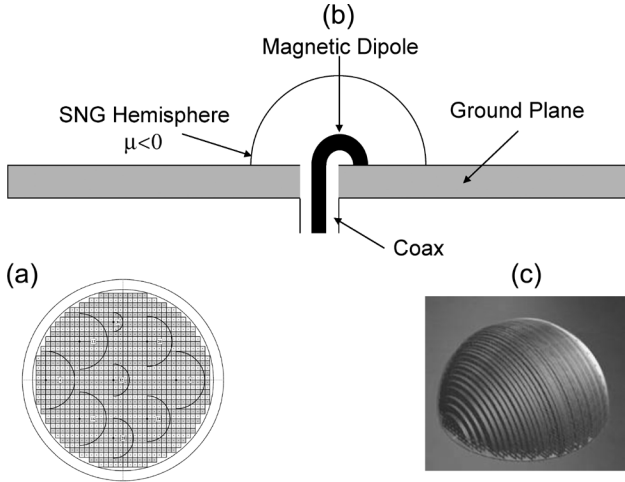 (b)
Magnetic Dipole
SNG Hemisphere
μ<0
Ground Plane
Coax
(a)
(c)